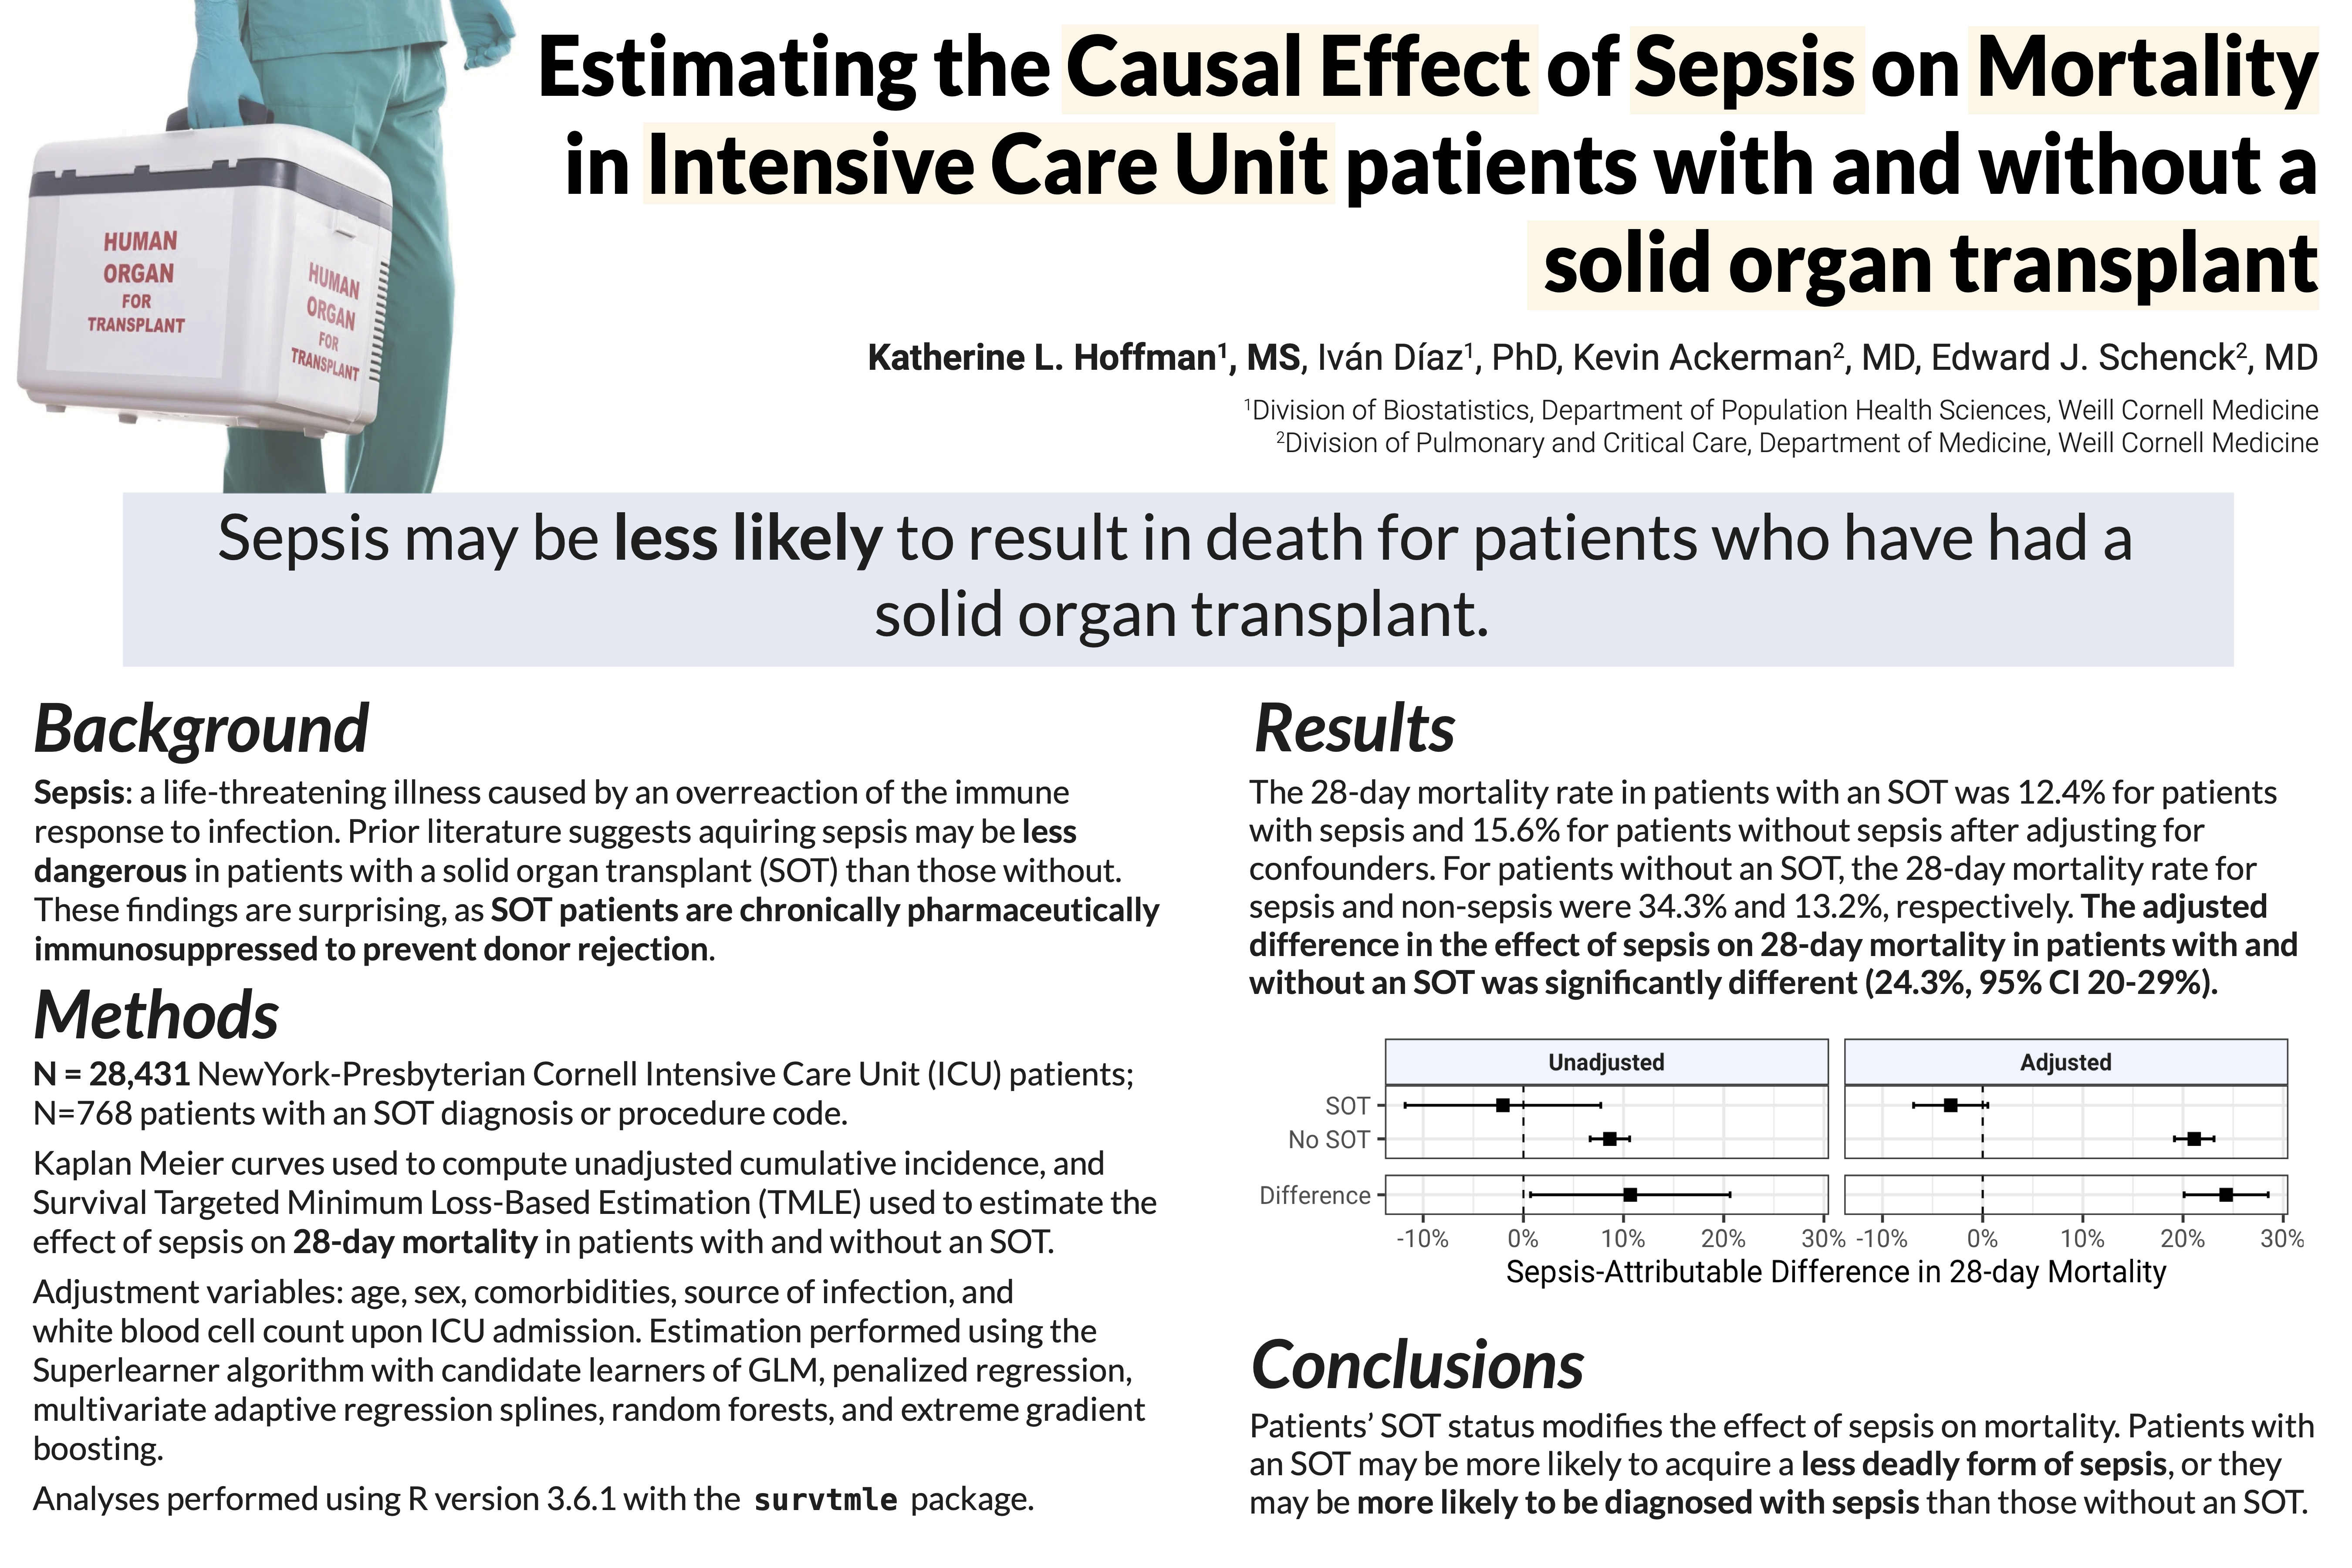 HUMAN
ORGAN
FOR
TRANSPLANT
HUMAN
ORGAN
FOR
TRANSPLANT
Estimating the Causal Effect of Sepsis on Mortality
in Intensive Care Unit patients with and without a
solid organ transplant
Katherine L. Hoffman¹, MS, Iván Díaz¹, PhD, Kevin Ackerman², MD, Edward J. Schenck², MD
¹Division of Biostatistics, Department of Population Health Sciences, Weill Cornell Medicine
²Division of Pulmonary and Critical Care, Department of Medicine, Weill Cornell Medicine
Sepsis may be less likely to result in death for patients who have had a
solid organ transplant.
Background
Sepsis: a life-threatening illness caused by an overreaction of the immune
response to infection. Prior literature suggests aquiring sepsis may be less
dangerous in patients with a solid organ transplant (SOT) than those without.
These findings are surprising, as SOT patients are chronically pharmaceutically
immunosuppressed to prevent donor rejection.
Methods
N = 28,431 NewYork-Presbyterian Cornell Intensive Care Unit (ICU) patients;
N=768 patients with an SOT diagnosis or procedure code.
Kaplan Meier curves used to compute unadjusted cumulative incidence, and
Survival Targeted Minimum Loss-Based Estimation (TMLE) used to estimate the
effect of sepsis on 28-day mortality in patients with and without an SOT.
Adjustment variables: age, sex, comorbidities, source of infection, and
white blood cell count upon ICU admission. Estimation performed using the
Superlearner algorithm with candidate learners of GLM, penalized regression,
multivariate adaptive regression splines, random forests, and extreme gradient
boosting.
Analyses performed using R version 3.6.1 with the survtmle package.
Results
The 28-day mortality rate in patients with an SOT was 12.4% for patients
with sepsis and 15.6% for patients without sepsis after adjusting for
confounders. For patients without an SOT, the 28-day mortality rate for
sepsis and non-sepsis were 34.3% and 13.2%, respectively. The adjusted
difference in the effect of sepsis on 28-day mortality in patients with and
without an SOT was significantly different (24.3%, 95% CI 20-29%).
Unadjusted Adjusted
SOT
No SOT
Difference
-10% 0% 10% 20% 30% -10% 0% 10% 20% 30%
Sepsis-Attributable Difference in 28-day Mortality
Conclusions
Patients' SOT status modifies the effect of sepsis on mortality. Patients with
an SOT may be more likely to acquire a less deadly form of sepsis, or they
may be more likely to be diagnosed with sepsis than those without an SOT.